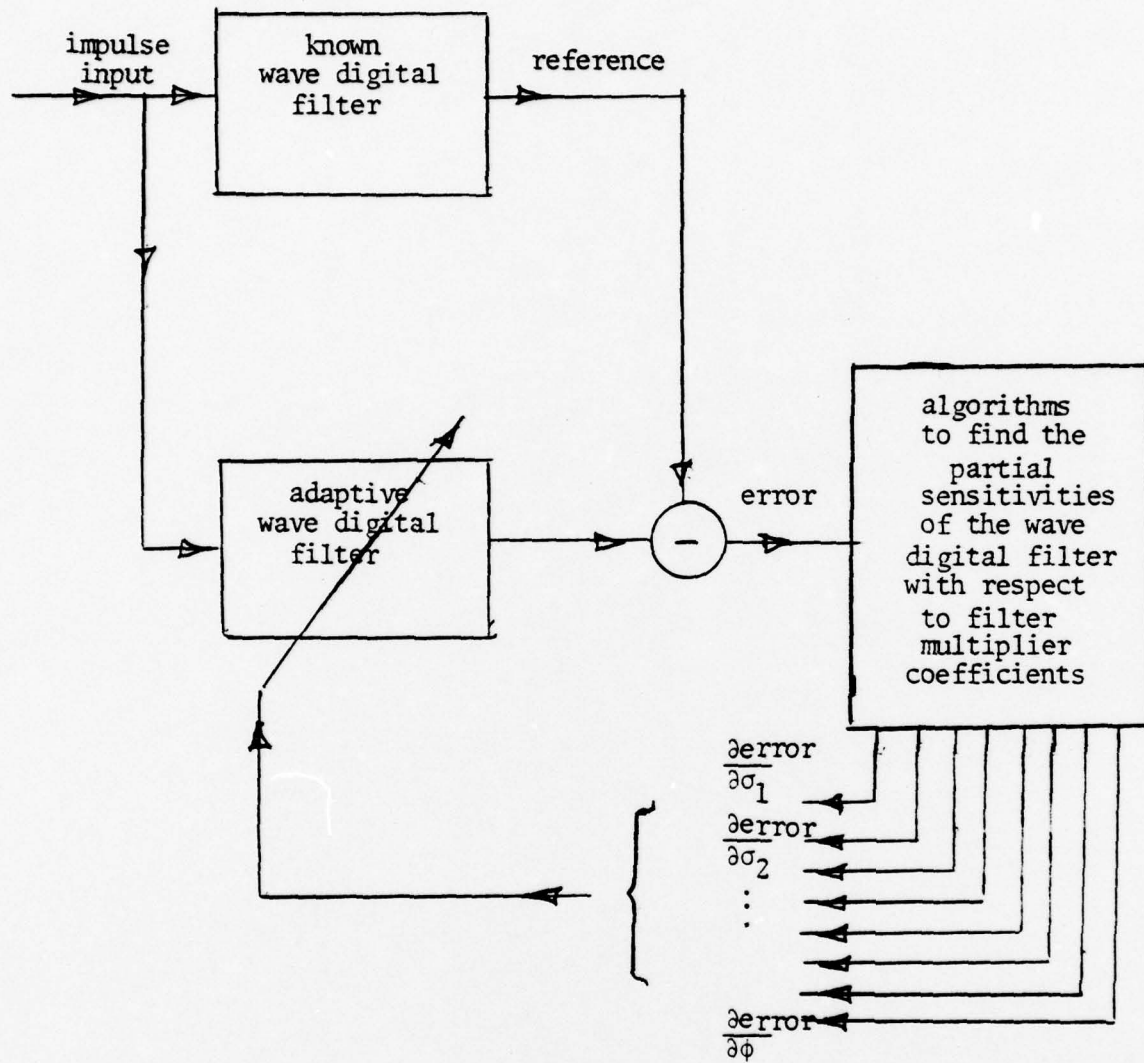 impulse
input
known
wave digital
filter
reference
adaptive
wave digital
filter
-
error
algorithms
to find the
partial
sensitivities
of the wave
digital filter
with respect
to filter
multiplier
coefficients
∂error
∂σ1
∂error
∂σ2
⋮
∂error
∂φ